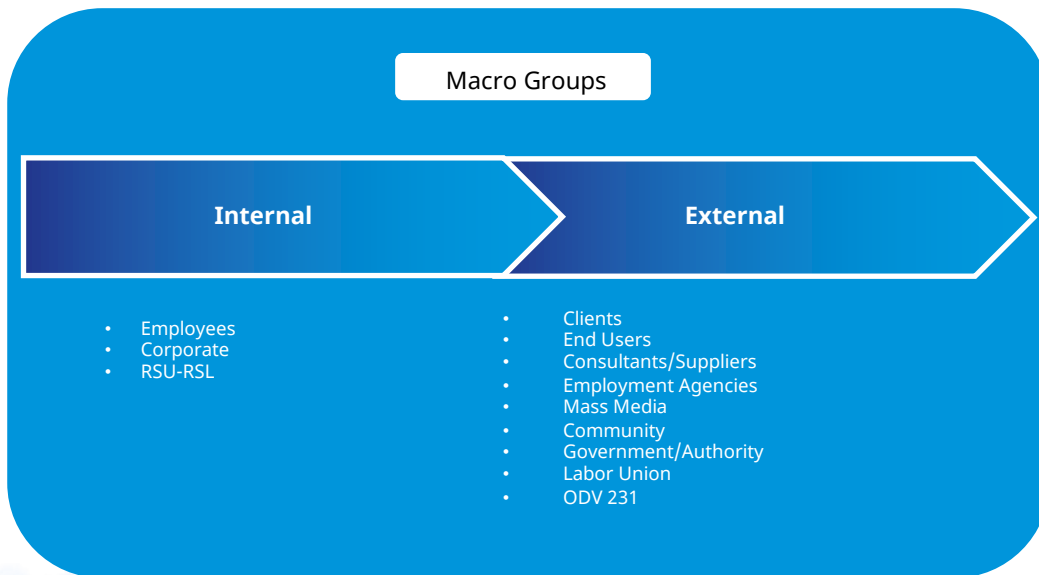 Macro Groups
Internal
External
• Employees
• Corporate
• RSU-RSL
• Clients
• End Users
• Consultants/Suppliers
• Employment Agencies
• Mass Media
• Community
• Government/Authority
• Labor Union
• ODV 231